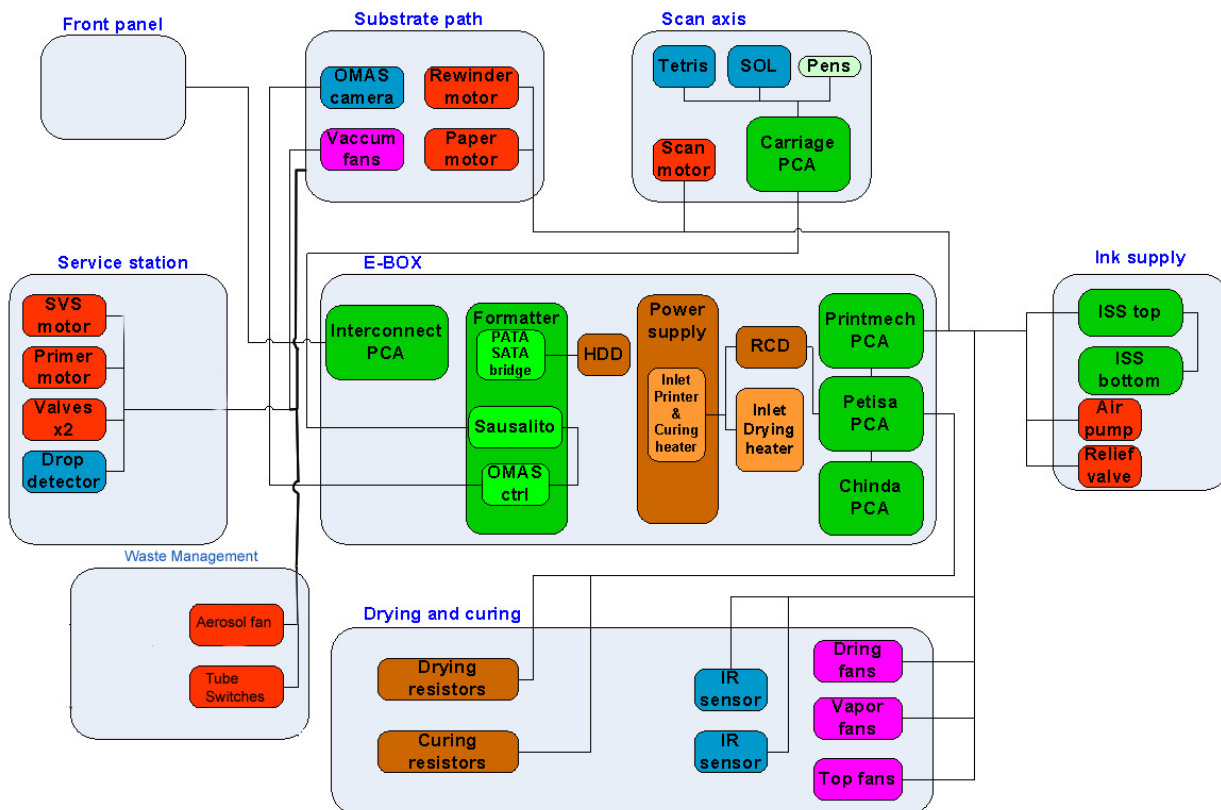 Front panel
Substrate path
OMAS
camera
Rewinder
motor
Vaccum
fans
Paper
motor
Scan axis
Tetris
SOL
Pens
Scan
motor
Carriage
PCA
Service station
SVS
motor
Primer
motor
Valves
x2
Drop
detector
E-BOX
Interconnect
PCA
Formatter
PATA
SATA
bridge
HDD
Sausalito
OMAS
ctrl
Power
supply
Inlet
Printer
&
Curing
heater
RCD
Inlet
Drying
heater
Printmech
PCA
Petisa
PCA
Chinda
PCA
Ink supply
ISS top
ISS
bottom
Air
pump
Relief
valve
Waste Management
Aerosol fan
Tube
Switches
Drying and curing
Drying
resistors
Curing
resistors
IR
sensor
IR
sensor
Dring
fans
Vapor
fans
Top fans